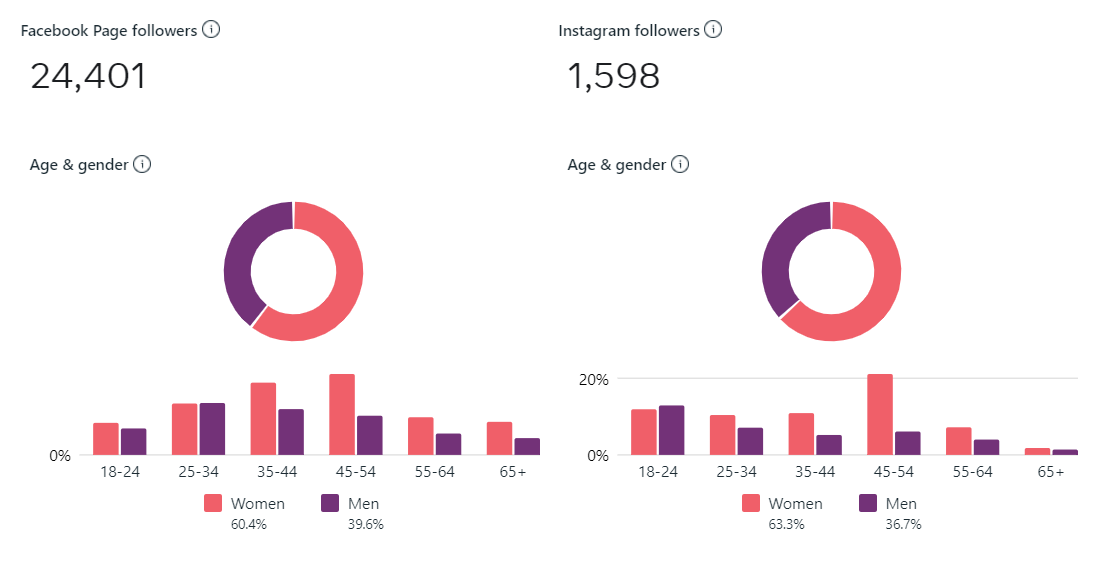 Facebook Page followers
24,401
Age & gender
0%
18-24 25-34 35-44 45-54 55-64 65+
Women Men
60.4% 39.6%
Instagram followers
1,598
Age & gender
20%
0%
18-24 25-34 35-44 45-54 55-64 65+
Women Men
63.3% 36.7%